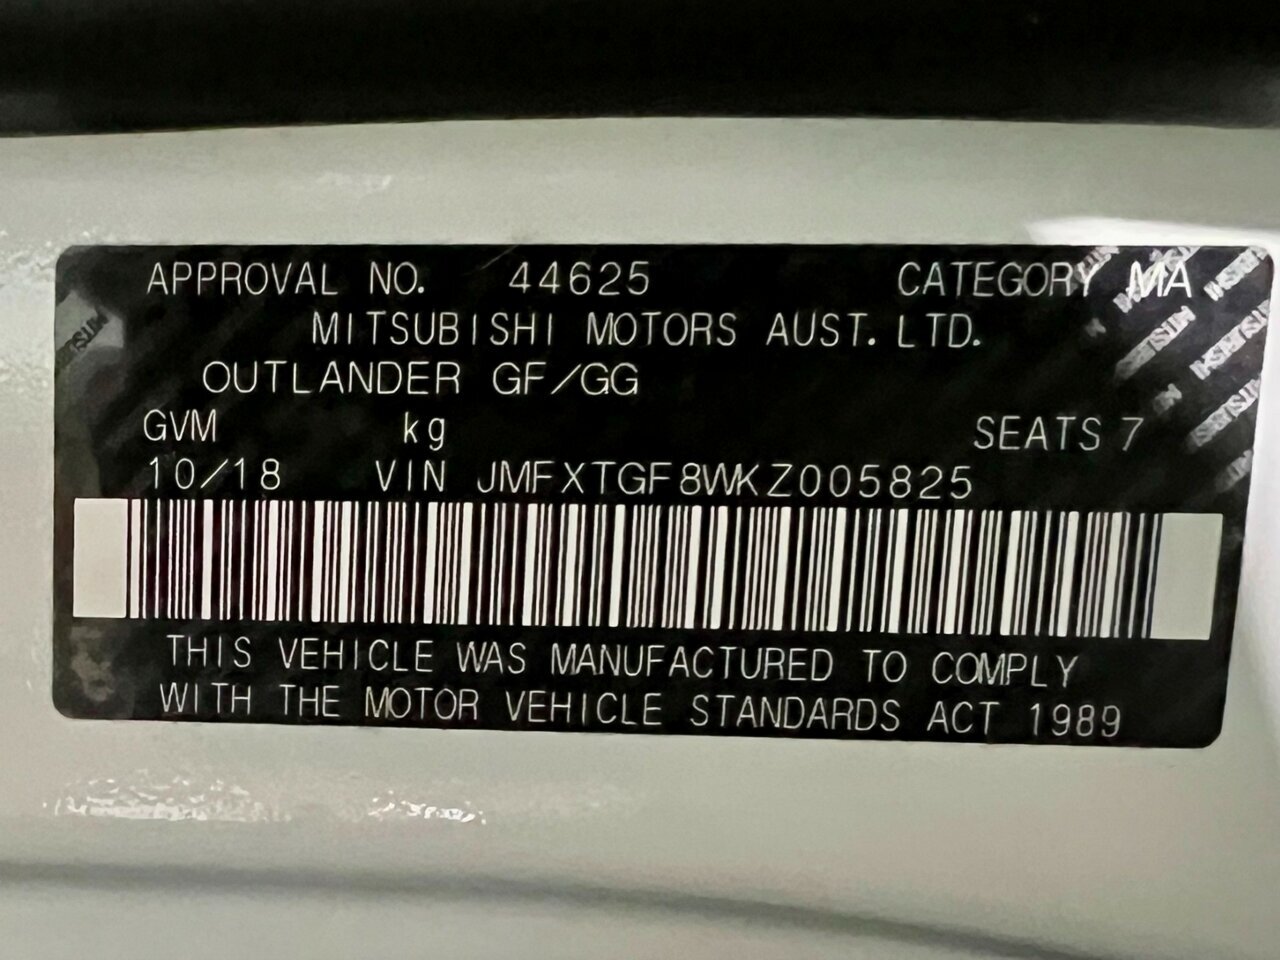 APPROVAL NO. 44625 CATEGORY MA
MITSUBISHI MOTORS AUST. LTD.
OUTLANDER GF/GG
GVM kg SEATS 7
10/18 VIN JMFXTGF8WKZ005825
THIS VEHICLE WAS MANUFACTURED TO COMPLY
WITH THE MOTOR VEHICLE STANDARDS ACT 1989